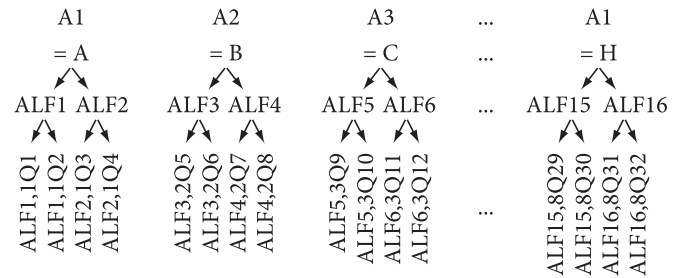 A1 A2 A3 ... A1
= A = B = C ... = H
ALF1 ALF2 ALF3 ALF4 ALF5 ALF6 ... ALF15 ALF16
ALF1,1Q1 ALF1,1Q2 ALF2,1Q3 ALF2,1Q4 ALF3,2Q5 ALF3,2Q6 ALF4,2Q7 ALF4,2Q8 ALF5,3Q9 ALF5,3Q10 ALF6,3Q11 ALF6,3Q12 ... ALF15,8Q29 ALF15,8Q30 ALF16,8Q31 ALF16,8Q32